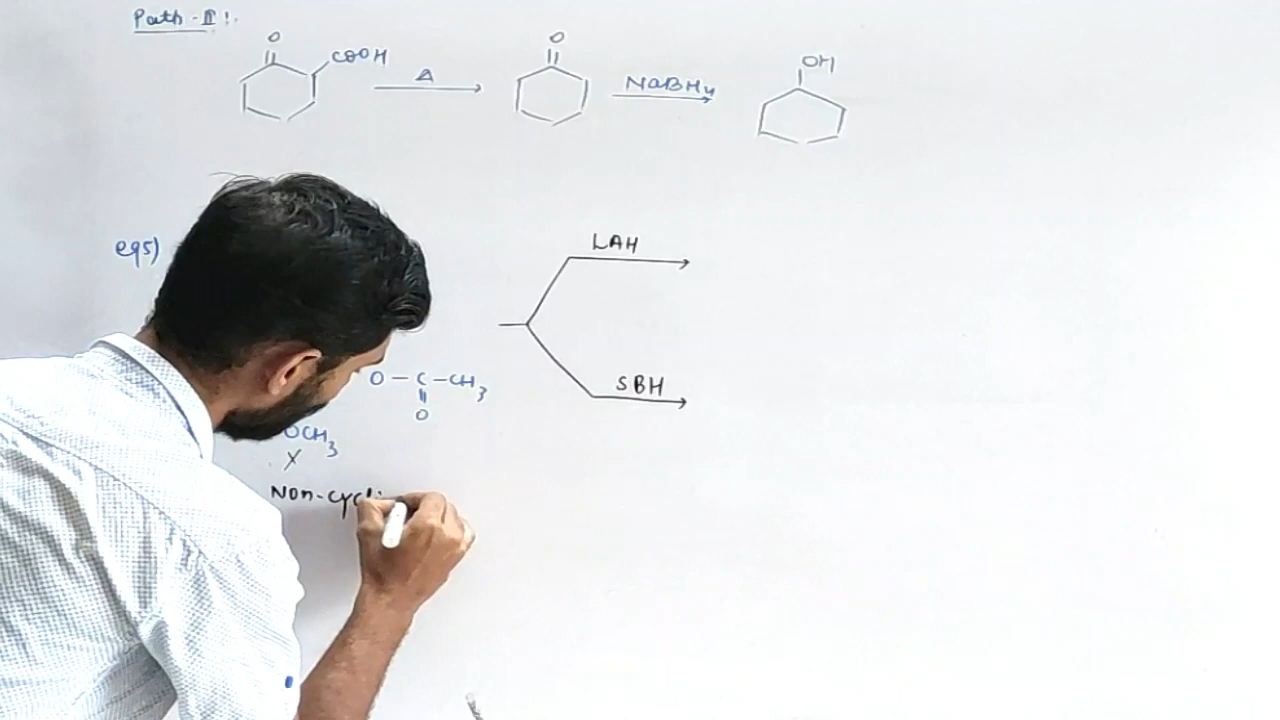 Path-II:
O COOH Δ O NaBH4 OH
eg5)
LAH
O-C-CH3
O
SBH
OCH3
X
Non-cycli